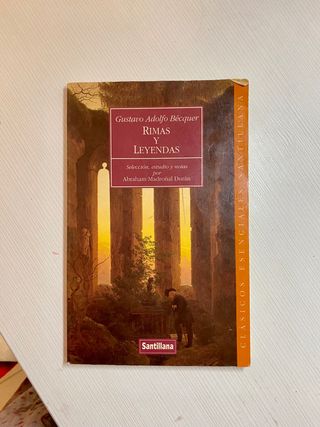 Gustavo Adolfo Bécquer
RIMAS
Y
LEYENDAS
Selección, estudio y notas
por
Abraham Madroñal Durán
Santillana
CLÁSICOS ESENCIALES SANTILLANA